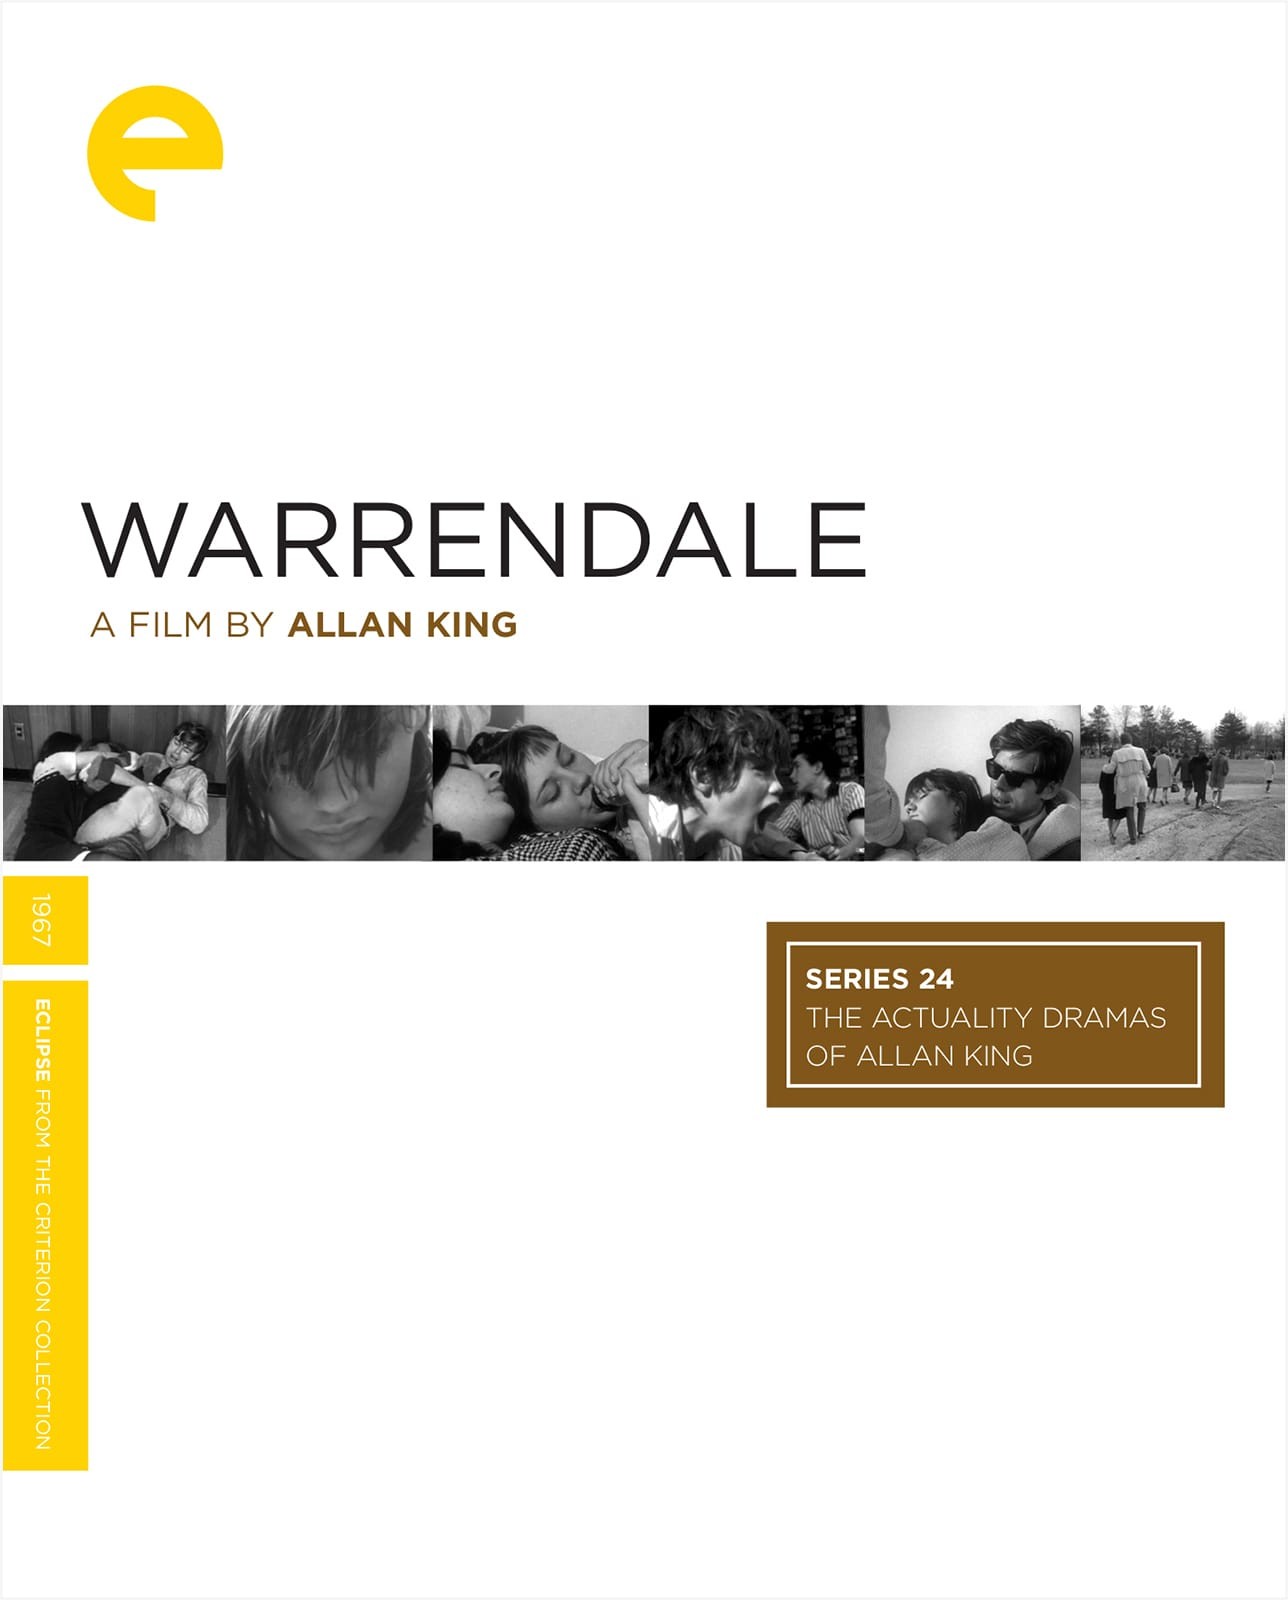 e
WARRENDALE
A FILM BY ALLAN KING
1967
ECLIPSE FROM THE CRITERION COLLECTION
SERIES 24
THE ACTUALITY DRAMAS
OF ALLAN KING